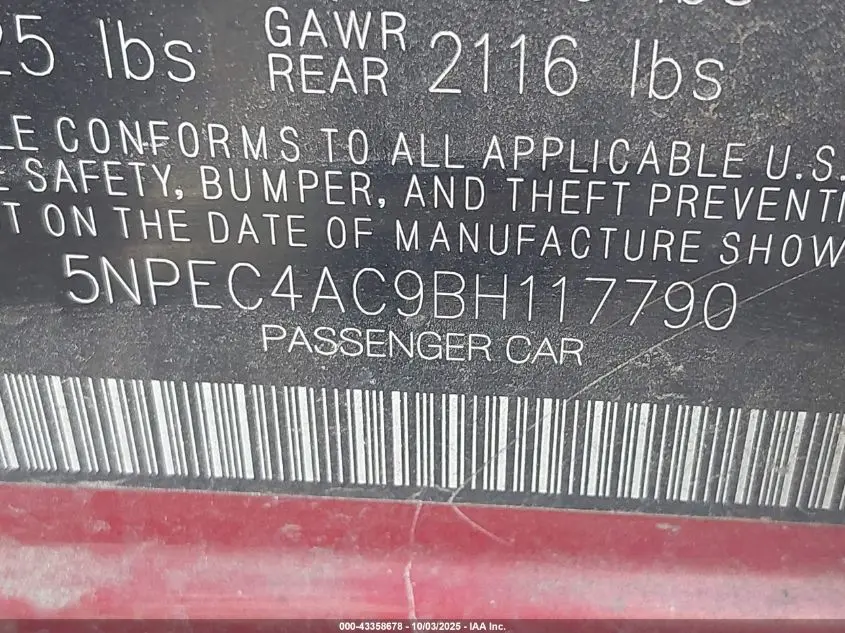 25 lbs GAWR REAR 2116 lbs
LE CONFORMS TO ALL APPLICABLE U.S.
SAFETY, BUMPER, AND THEFT PREVENTI
T ON THE DATE OF MANUFACTURE SHOW
5NPEC4AC9BH117790
PASSENGER CAR
000-43358678 - 10/03/2025 - IAA Inc.